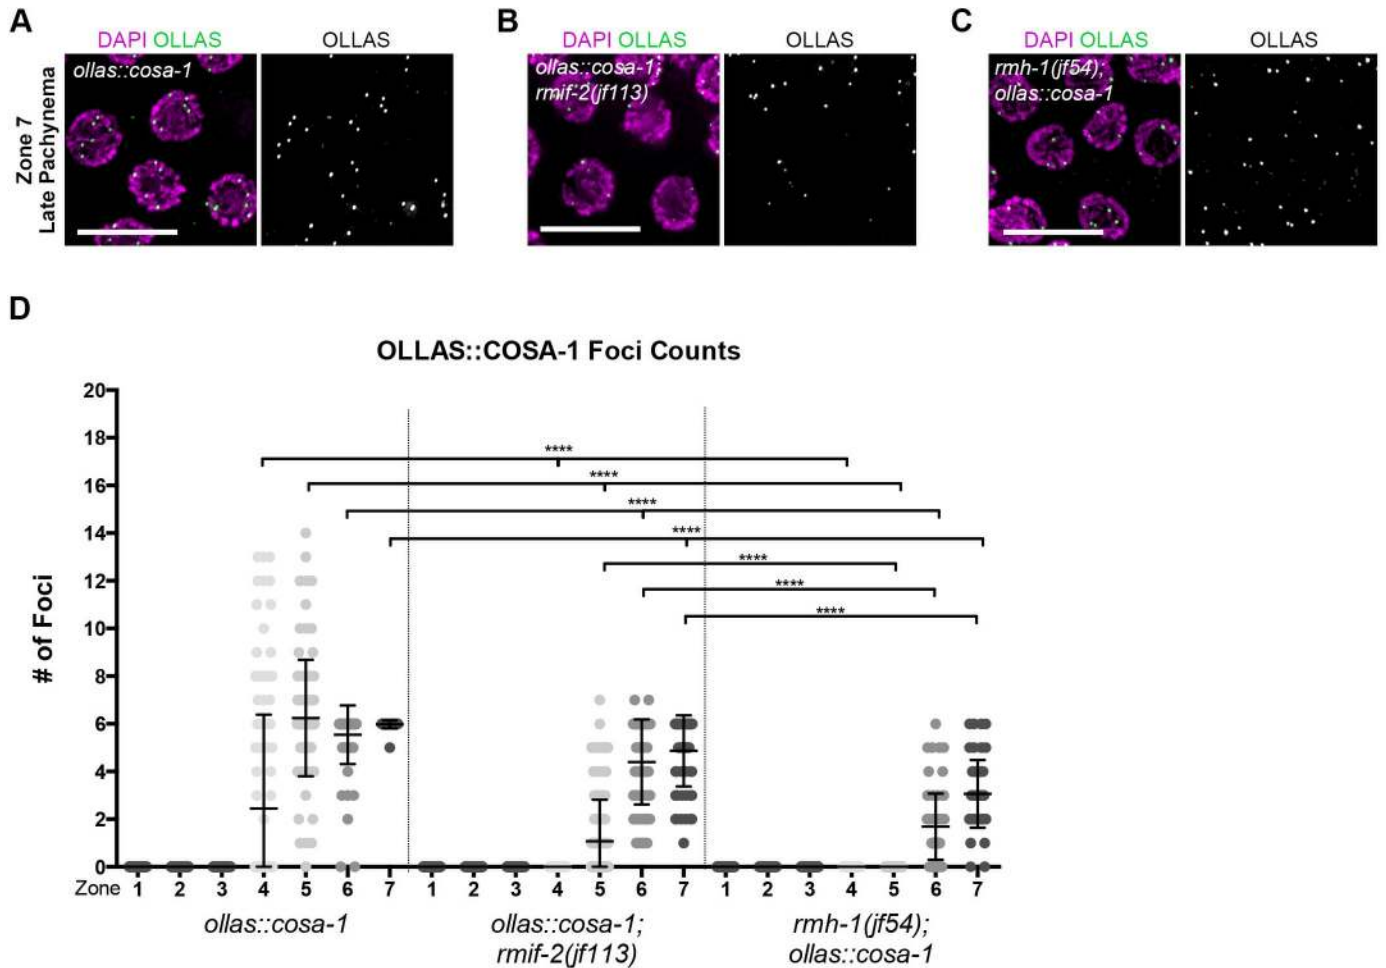 A
B
C
DAPI OLLAS
OLLAS
DAPI OLLAS
OLLAS
DAPI OLLAS
OLLAS
Zone 7
Late Pachynema
ollas::cosa-1
ollas::cosa-1;
rmif-2(jf113)
rmh-1(jf54);
ollas::cosa-1
D
OLLAS::COSA-1 Foci Counts
# of Foci
20
18
16
14
12
10
8
6
4
2
0
****
****
****
****
****
****
****
Zone 1 2 3 4 5 6 7 1 2 3 4 5 6 7 1 2 3 4 5 6 7
ollas::cosa-1
ollas::cosa-1;
rmif-2(jf113)
rmh-1(jf54);
ollas::cosa-1